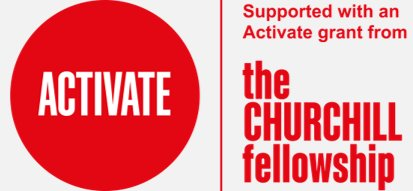 ACTIVATE
Supported with an
Activate grant from
the
CHURCHILL
fellowship